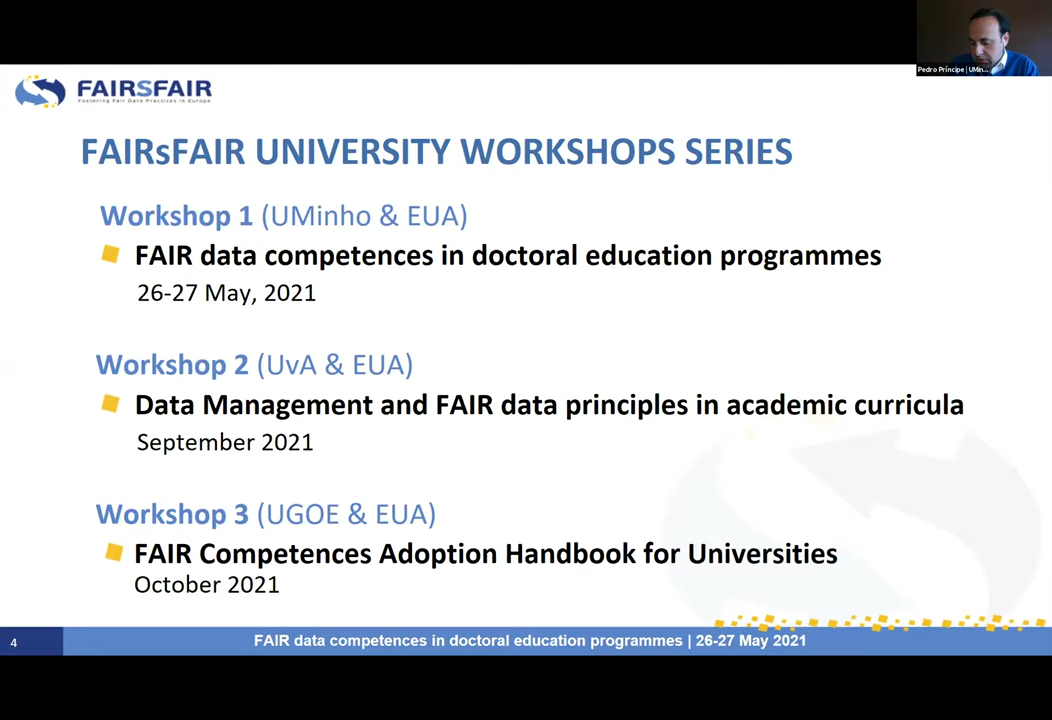 Pedro Príncipe | UMin...
FAIRSFAIR
Fostering Fair Data Practices in Europe
FAIRsFAIR UNIVERSITY WORKSHOPS SERIES
Workshop 1 (UMinho & EUA)
FAIR data competences in doctoral education programmes
26-27 May, 2021
Workshop 2 (UvA & EUA)
Data Management and FAIR data principles in academic curricula
September 2021
Workshop 3 (UGOE & EUA)
FAIR Competences Adoption Handbook for Universities
October 2021
4
FAIR data competences in doctoral education programmes | 26-27 May 2021